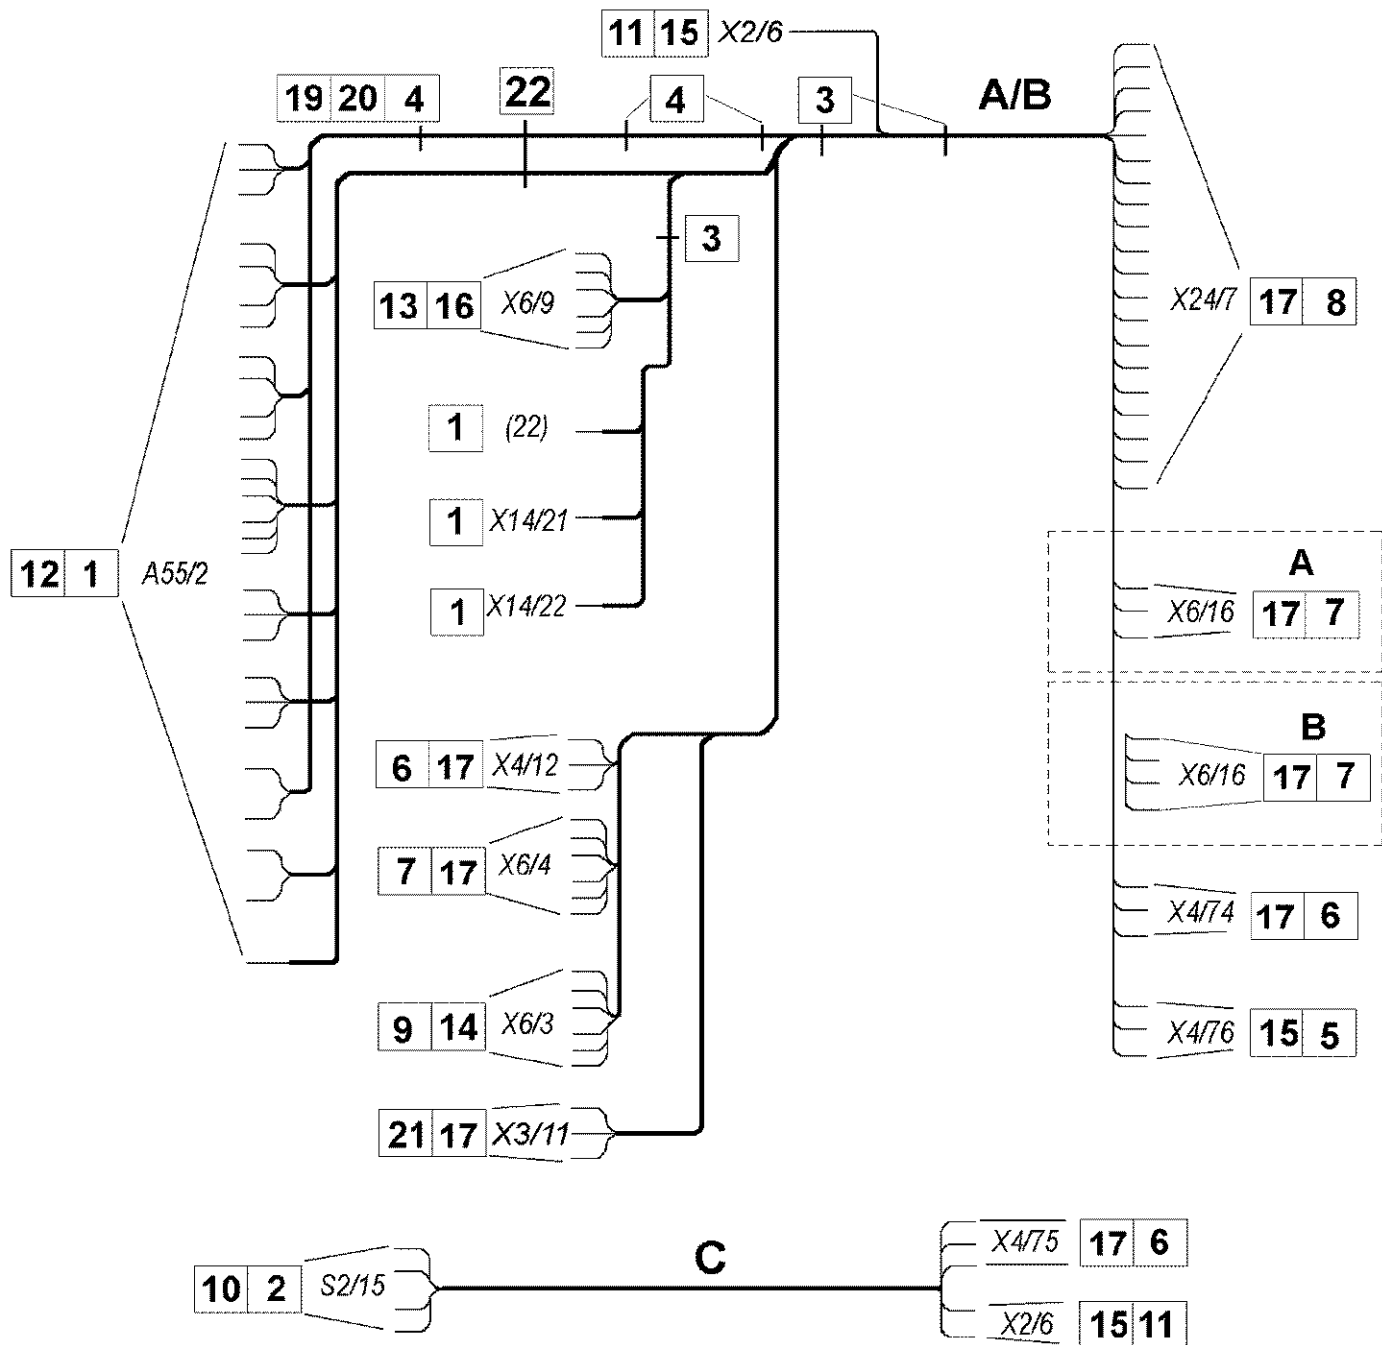 11 15 X2/6
19 20 4
22
4
3
A/B
3
13 16 X6/9
X24/7 17 8
1 (22)
1 X14/21
12 1 A55/2
A
1 X14/22
X6/16 17 7
B
6 17 X4/12
X6/16 17 7
7 17 X6/4
X4/74 17 6
9 14 X6/3
X4/76 15 5
21 17 X3/11
C
X4/75 17 6
10 2 S2/15
X2/6 15 11